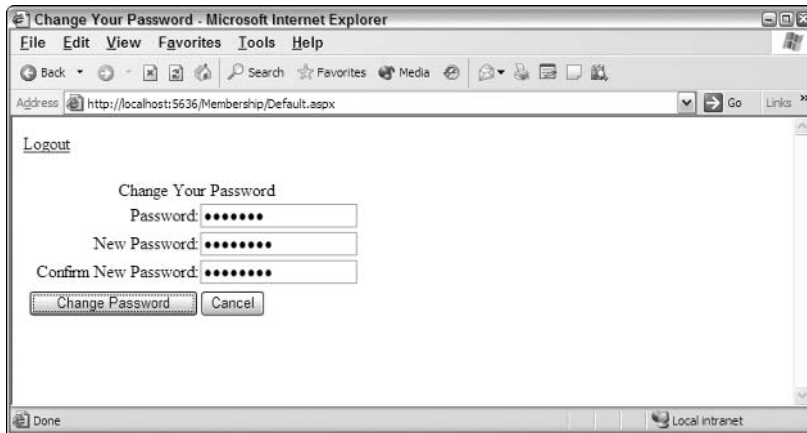 Change Your Password - Microsoft Internet Explorer
File Edit View Favorites Tools Help
Back Search Favorites Media
Address http://localhost:5636/Membership/Default.aspx Go Links »
Logout
Change Your Password
Password: •••••••
New Password: ••••••••
Confirm New Password: ••••••••
Change Password Cancel
Done Local intranet